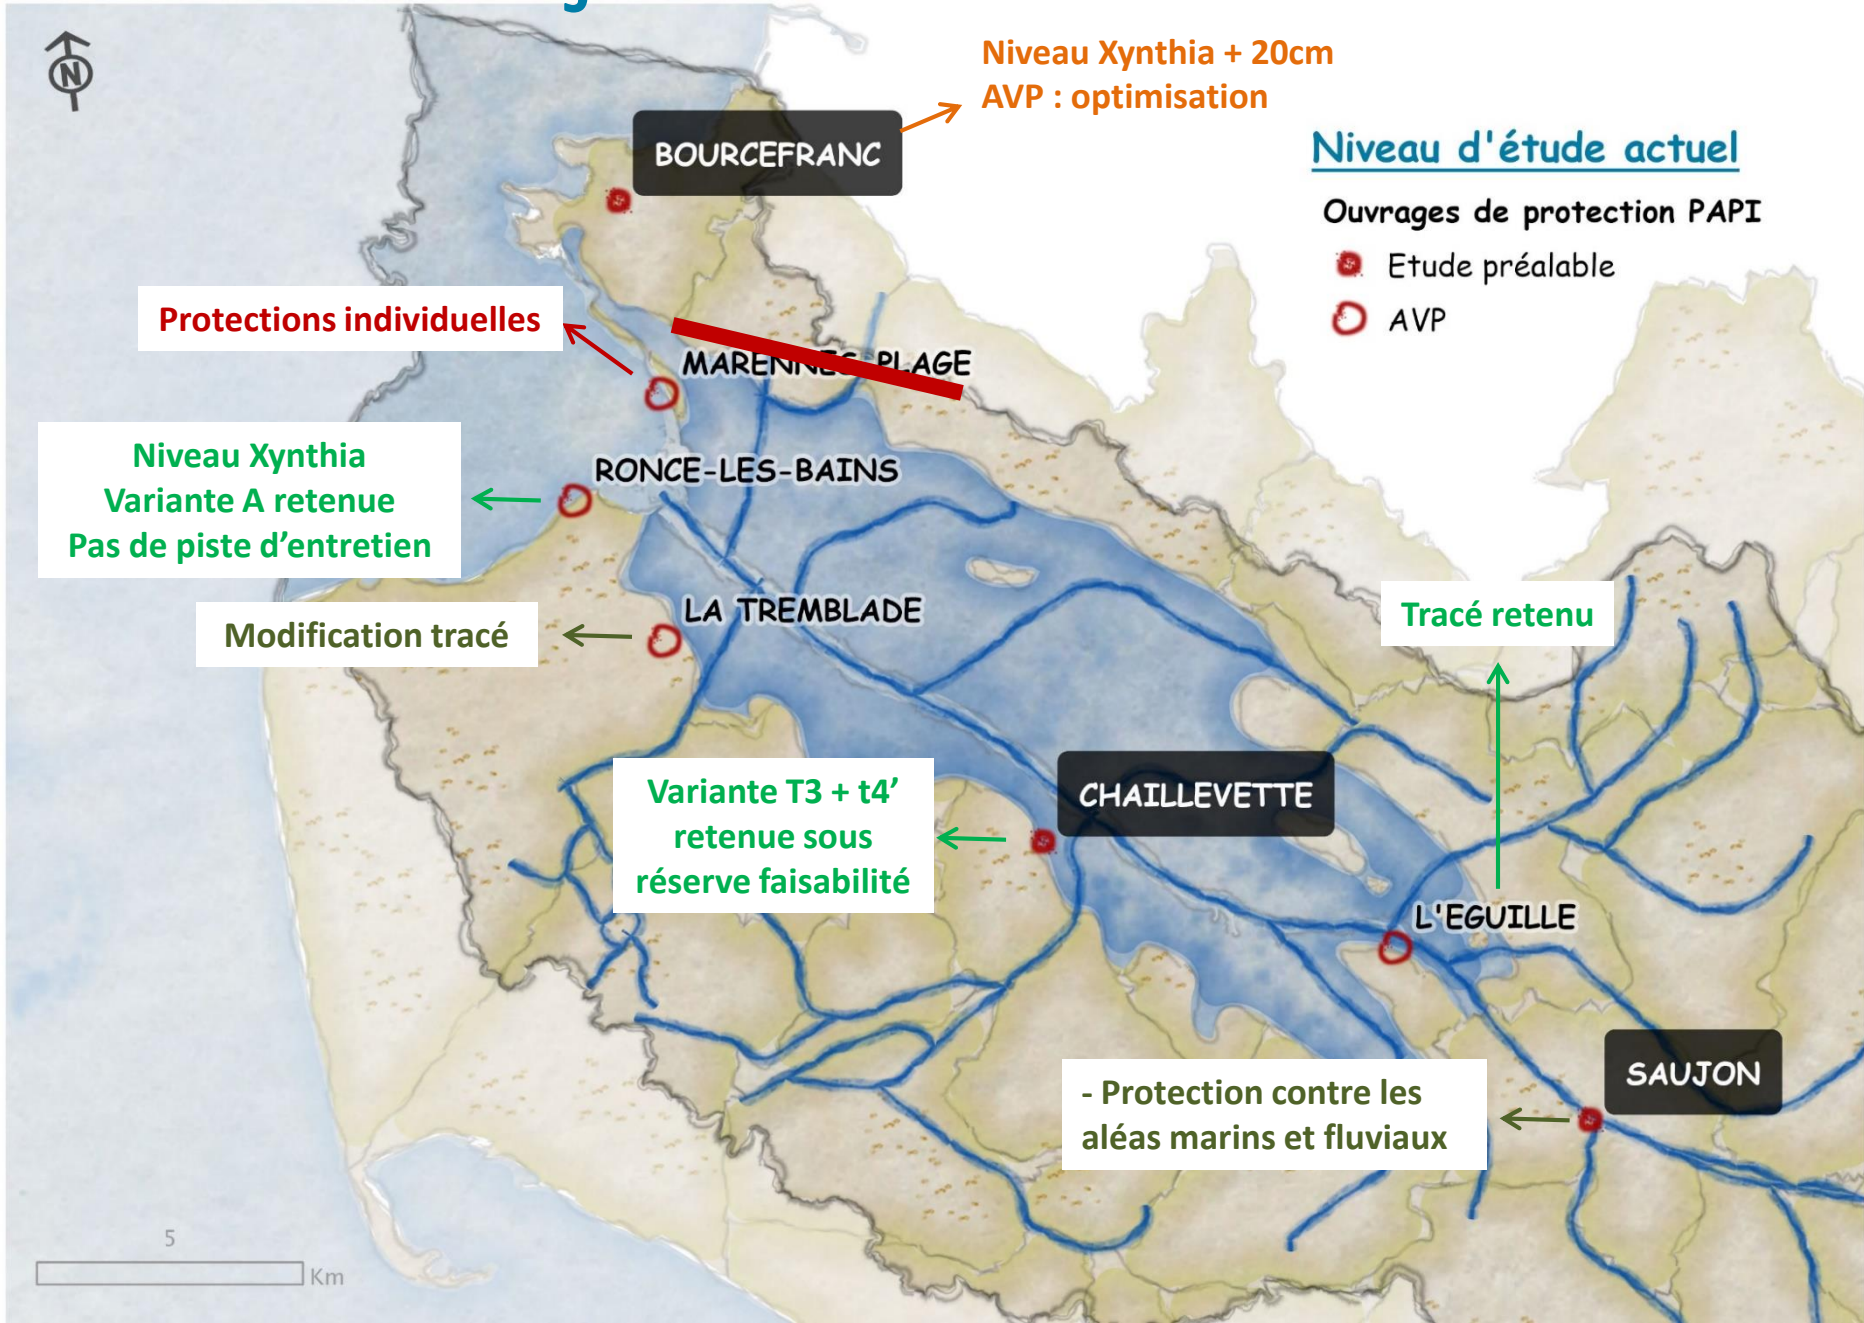 N
Niveau Xynthia + 20cm
AVP : optimisation
BOURCEFRANC
Niveau d'étude actuel
Ouvrages de protection PAPI
Etude préalable
AVP
Protections individuelles
MARENNES-PLAGE
Niveau Xynthia
Variante A retenue
Pas de piste d’entretien
RONCE-LES-BAINS
LA TREMBLADE
Modification tracé
Tracé retenu
Variante T3 + t4’
retenue sous
réserve faisabilité
CHAILLEVETTE
L'EGUILLE
SAUJON
- Protection contre les
aléas marins et fluviaux
5
Km